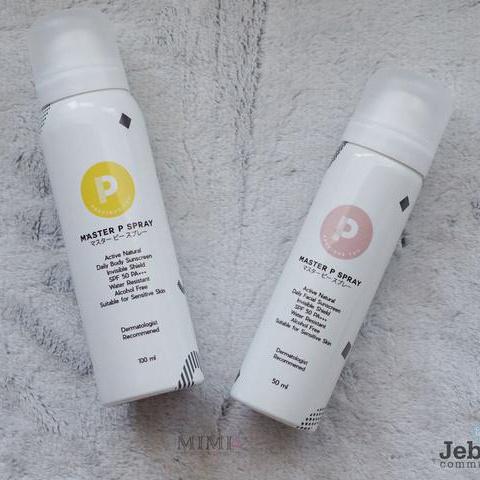 P
MASTER P SPRAY
マスター ピー スプレー
Active Natural
Daily Body Sunscreen
Invisible Shield
SPF 50 PA+++
Water Resistant
Alcohol Free
Suitable for Sensitive Skin
Dermatologist
Recommened
100 ml
P
MASTER P SPRAY
マスター ピー スプレー
Active Natural
Daily Facial Sunscreen
Invisible Shield
SPF 50 PA+++
Water Resistant
Alcohol Free
Suitable for Sensitive Skin
Dermatologist
Recommened
50 ml
MIMI
Jeb
commu